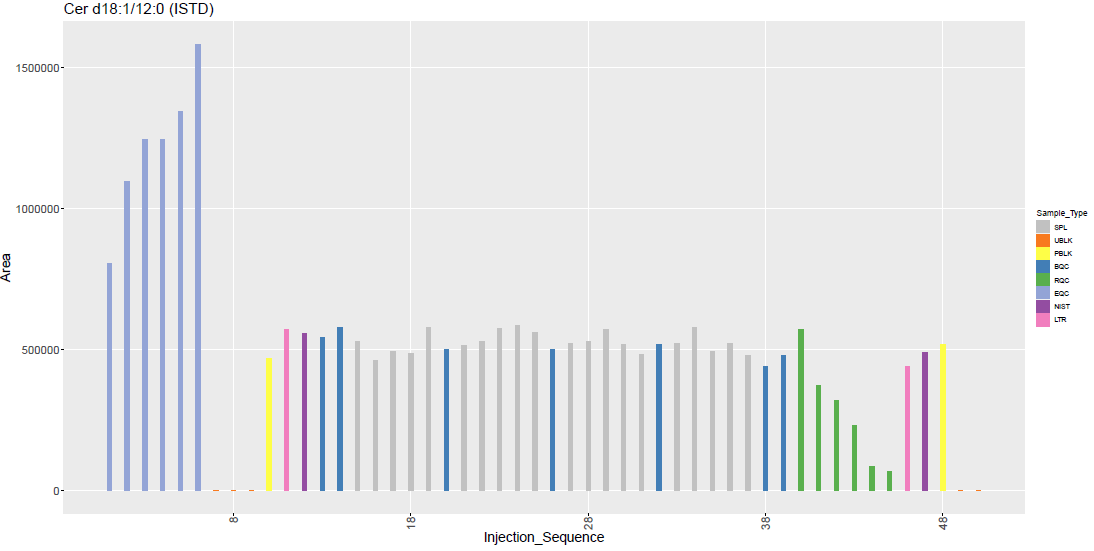 Cer d18:1/12:0 (ISTD)
1500000
1000000
500000
0
Area
8
18
28
38
48
Injection_Sequence
Sample_Type
SPL
UBLK
PBLK
BQC
RQC
EQC
NIST
LTR